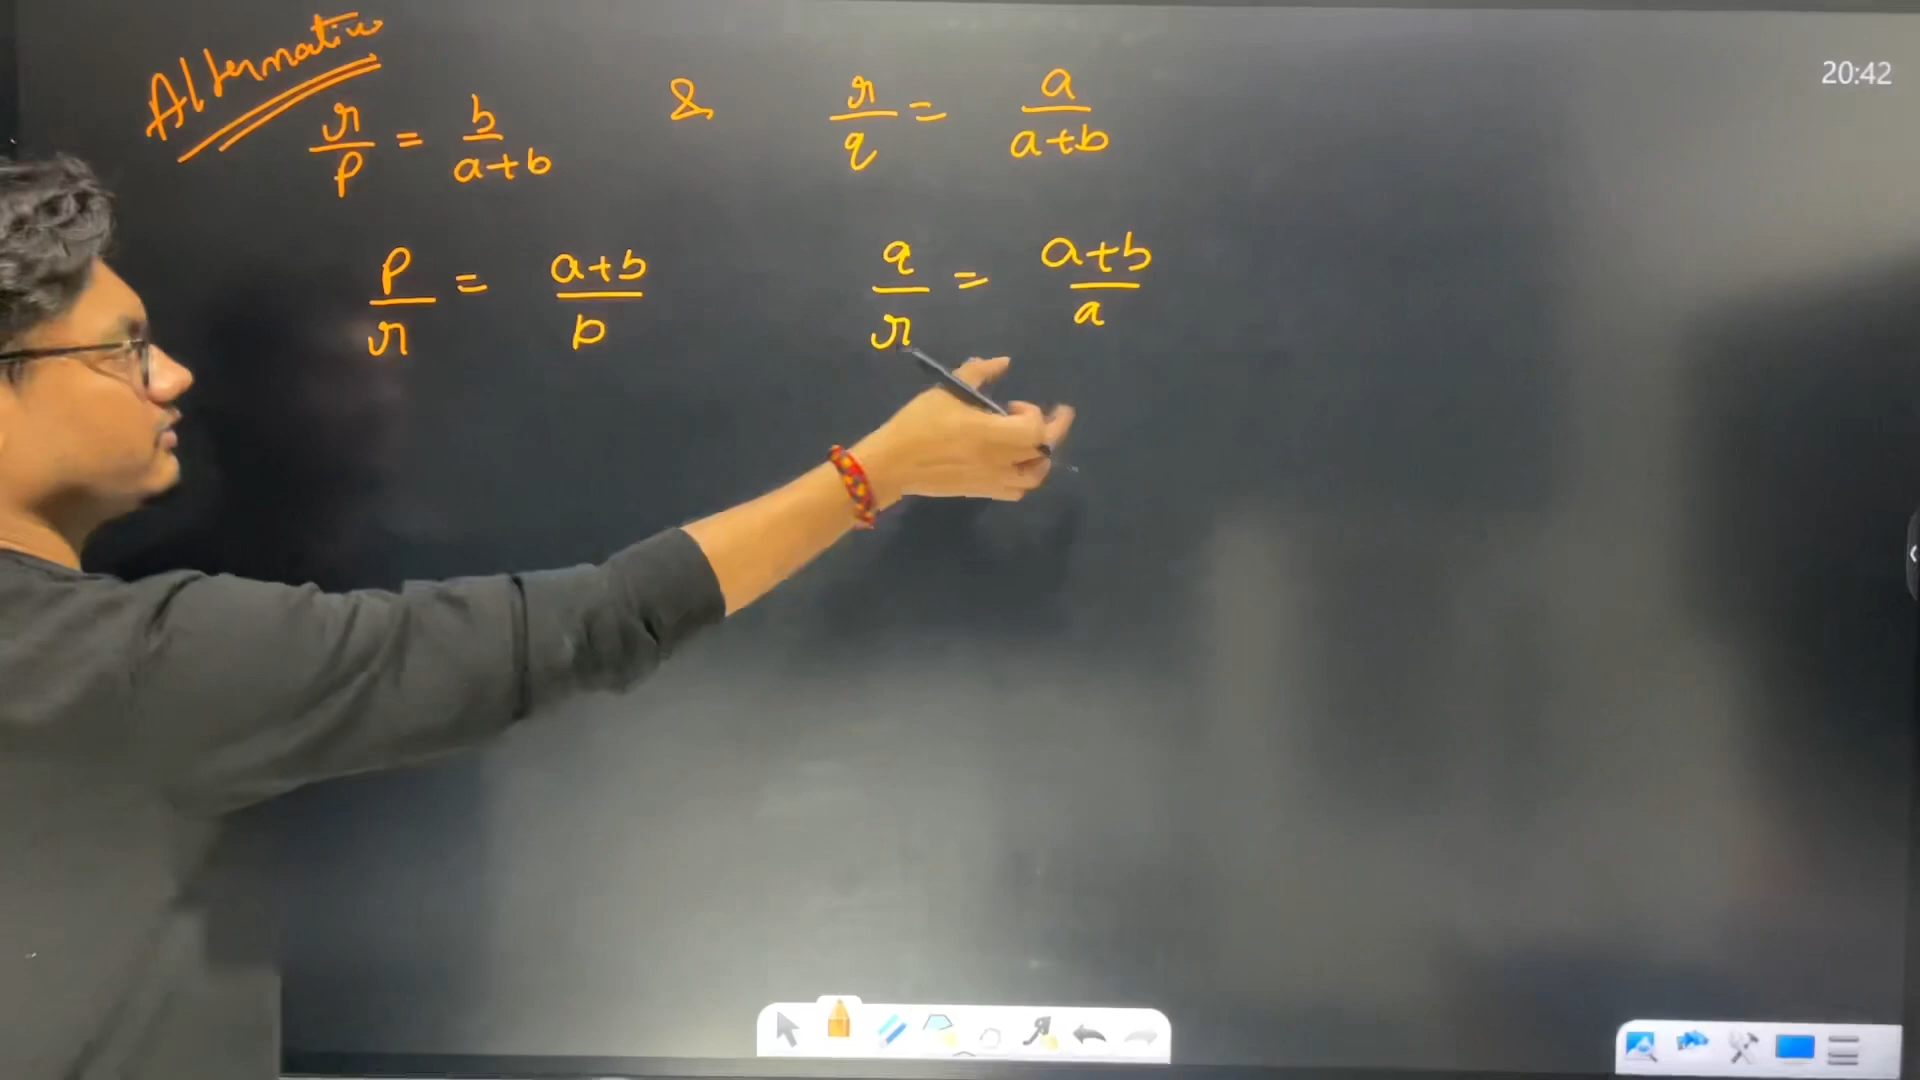 Alternative
r/p = b/a+b & r/q = a/a+b
p/r = a+b/b q/r = a+b/a
20:42